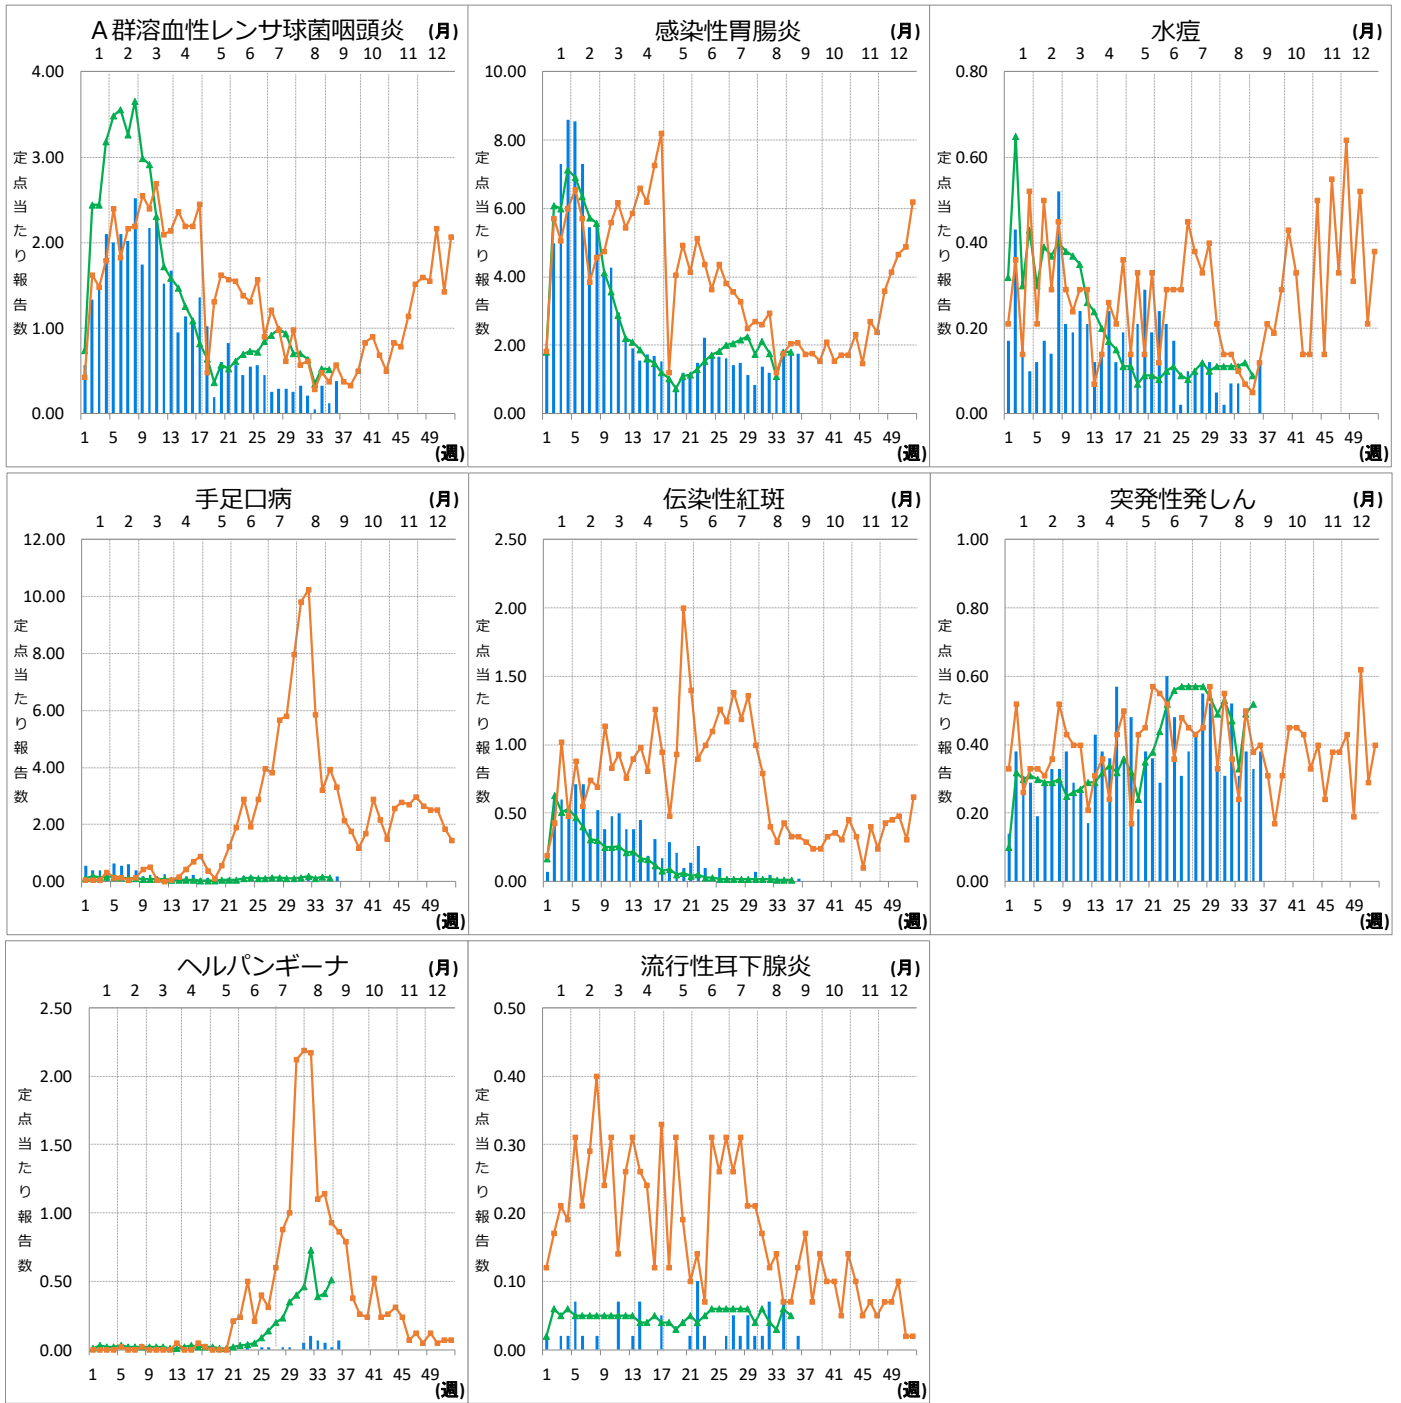 A群溶血性レンサ球菌咽頭炎 (月)
1 2 3 4 5 6 7 8 9 10 11 12
4.00
3.00
2.00
1.00
0.00
定点当たり報告数
1 5 9 13 17 21 25 29 33 37 41 45 49
(週)
感染性胃腸炎 (月)
1 2 3 4 5 6 7 8 9 10 11 12
10.00
8.00
6.00
4.00
2.00
0.00
定点当たり報告数
1 5 9 13 17 21 25 29 33 37 41 45 49
(週)
水痘 (月)
1 2 3 4 5 6 7 8 9 10 11 12
0.80
0.60
0.40
0.20
0.00
定点当たり報告数
1 5 9 13 17 21 25 29 33 37 41 45 49
(週)
手足口病 (月)
1 2 3 4 5 6 7 8 9 10 11 12
12.00
10.00
8.00
6.00
4.00
2.00
0.00
定点当たり報告数
1 5 9 13 17 21 25 29 33 37 41 45 49
(週)
伝染性紅斑 (月)
1 2 3 4 5 6 7 8 9 10 11 12
2.50
2.00
1.50
1.00
0.50
0.00
定点当たり報告数
1 5 9 13 17 21 25 29 33 37 41 45 49
(週)
突発性発しん (月)
1 2 3 4 5 6 7 8 9 10 11 12
1.00
0.80
0.60
0.40
0.20
0.00
定点当たり報告数
1 5 9 13 17 21 25 29 33 37 41 45 49
(週)
ヘルパンギーナ (月)
1 2 3 4 5 6 7 8 9 10 11 12
2.50
2.00
1.50
1.00
0.50
0.00
定点当たり報告数
1 5 9 13 17 21 25 29 33 37 41 45 49
(週)
流行性耳下腺炎 (月)
1 2 3 4 5 6 7 8 9 10 11 12
0.50
0.40
0.30
0.20
0.10
0.00
定点当たり報告数
1 5 9 13 17 21 25 29 33 37 41 45 49
(週)